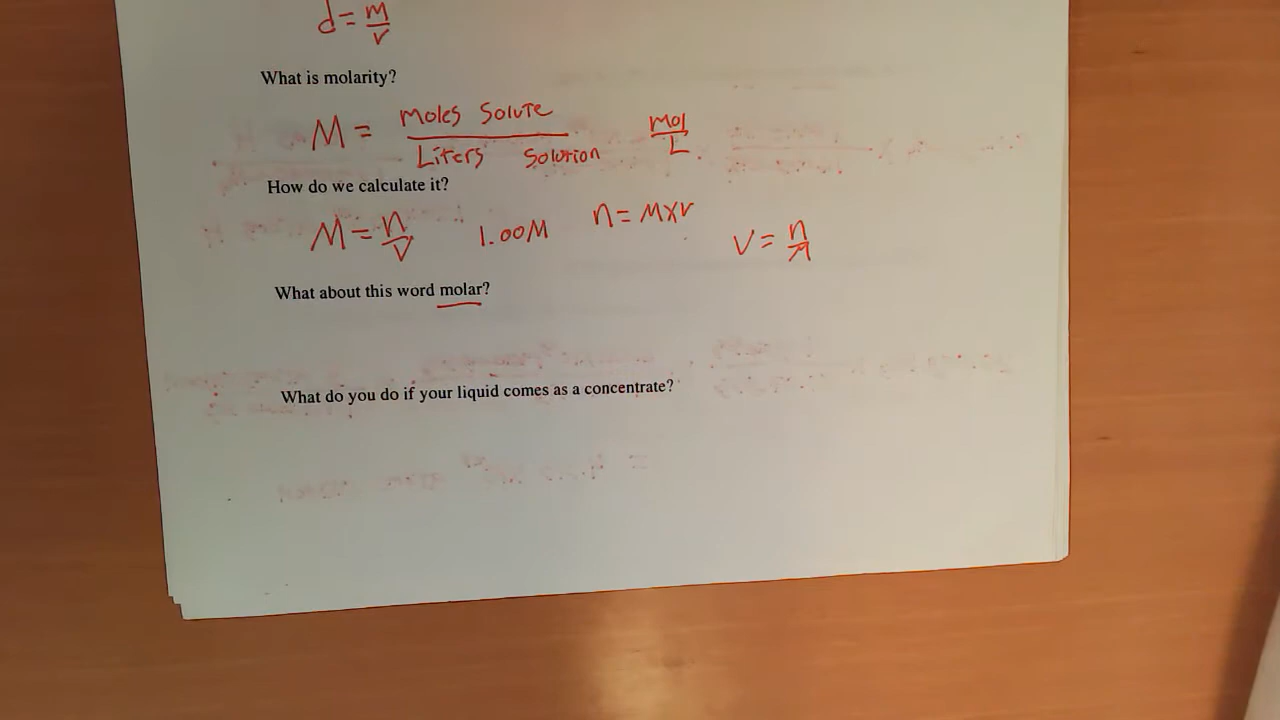 d = m/v
What is molarity?
M = Moles Solute / Liters Solution mol/L
How do we calculate it?
M = n/V 1.00M n = MxV V = n/M
What about this word molar?
What do you do if your liquid comes as a concentrate?